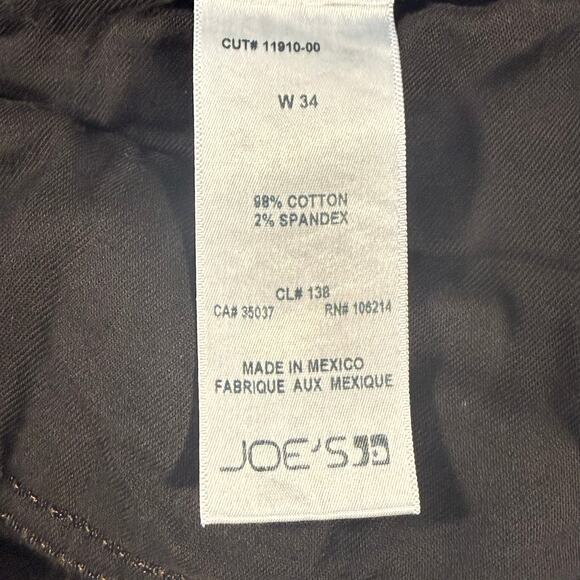 CUT# 11910-00
W 34
98% COTTON
2% SPANDEX
CL# 138
CA# 35037 RN# 106214
MADE IN MEXICO
FABRIQUE AUX MEXIQUE
JOE'S